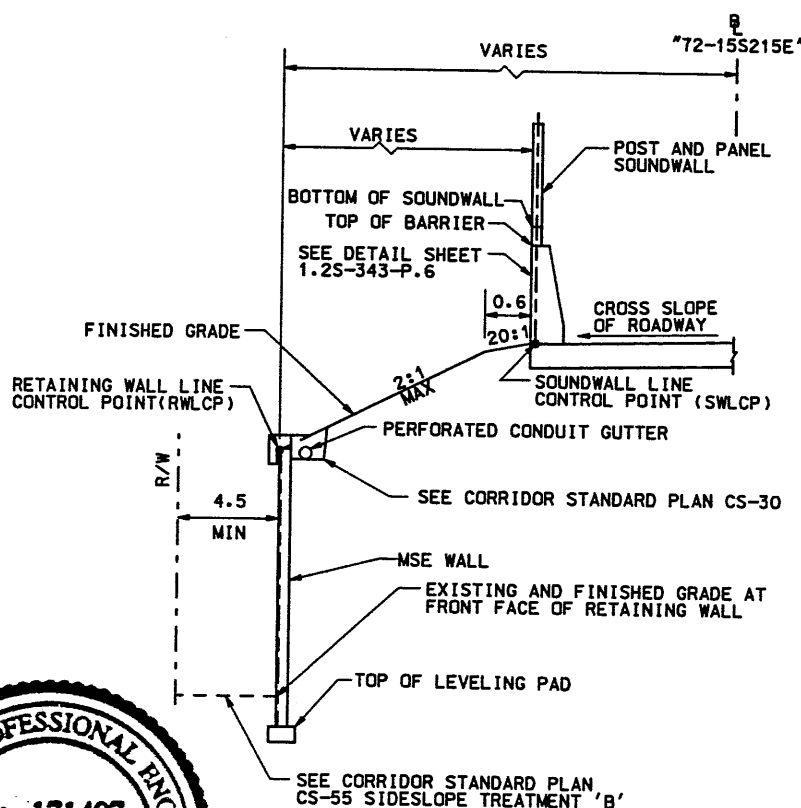 ℄
"72-15S215E"
VARIES
VARIES
POST AND PANEL
SOUNDWALL
BOTTOM OF SOUNDWALL
TOP OF BARRIER
SEE DETAIL SHEET
1.2S-343-P.6
0.6
CROSS SLOPE
OF ROADWAY
FINISHED GRADE
20:1
2:1
MAX
RETAINING WALL LINE
CONTROL POINT(RWLCP)
SOUNDWALL LINE
CONTROL POINT (SWLCP)
PERFORATED CONDUIT GUTTER
R/W
4.5
MIN
SEE CORRIDOR STANDARD PLAN CS-30
MSE WALL
EXISTING AND FINISHED GRADE AT
FRONT FACE OF RETAINING WALL
TOP OF LEVELING PAD
SEE CORRIDOR STANDARD PLAN
CS-55 SIDESLOPE TREATMENT 'B'